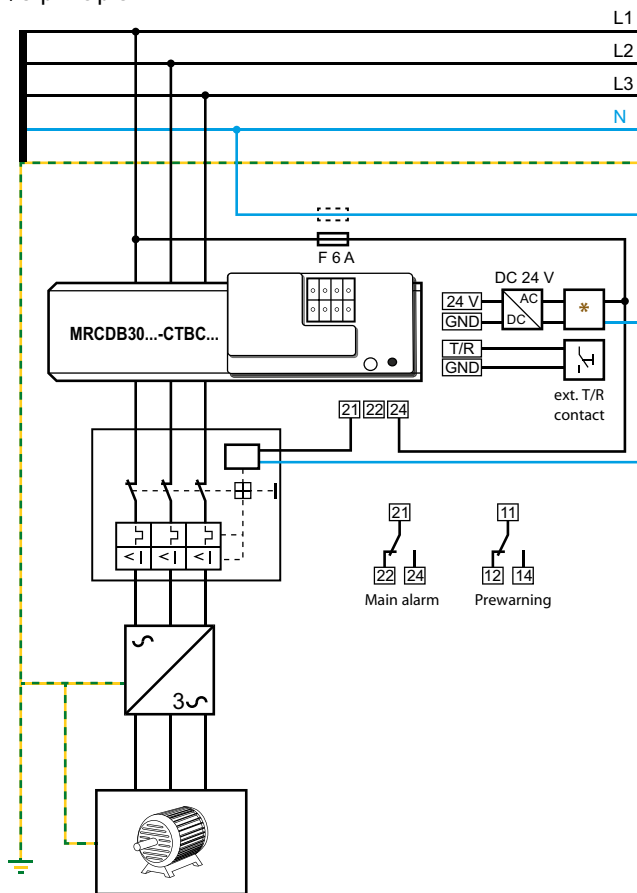 L1
L2
L3
N
F 6 A
DC 24 V
24 V
AC
*
GND
DC
MRCDB30...-CTBC...
T/R
GND
ext. T/R
contact
21 22 24
21
11
22 24
12 14
Main alarm
Prewarning
3